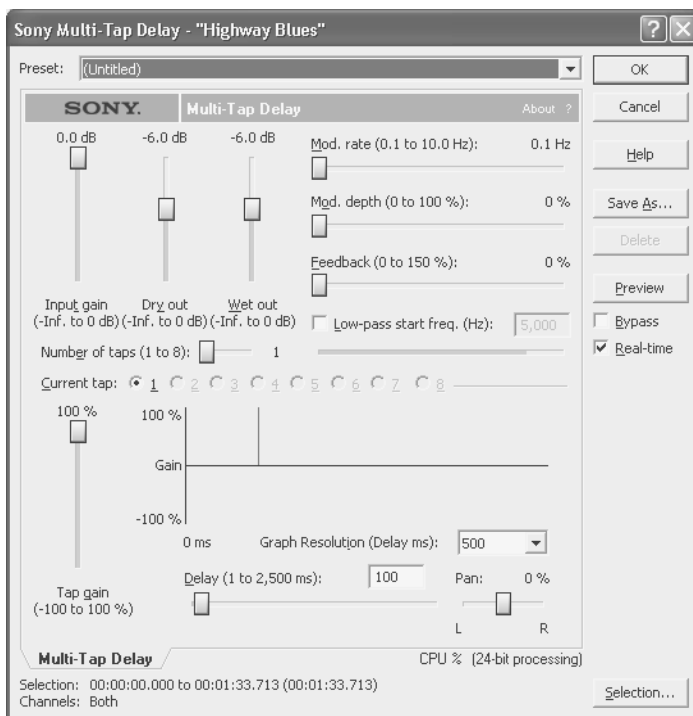 Sony Multi-Tap Delay - "Highway Blues"
Preset: (Untitled)
OK
SONY. Multi-Tap Delay About ?
Cancel
0.0 dB -6.0 dB -6.0 dB
Mod. rate (0.1 to 10.0 Hz): 0.1 Hz
Help
Mod. depth (0 to 100 %): 0 %
Save As...
Delete
Feedback (0 to 150 %): 0 %
Preview
Input gain Dry out Wet out
(-Inf. to 0 dB) (-Inf. to 0 dB) (-Inf. to 0 dB)
Low-pass start freq. (Hz): 5,000
Bypass
Number of taps (1 to 8): 1
Real-time
Current tap: 1 2 3 4 5 6 7 8
100 % 100 %
Gain
-100 %
0 ms Graph Resolution (Delay ms): 500
Delay (1 to 2,500 ms): 100 Pan: 0 %
Tap gain
(-100 to 100 %)
L R
Multi-Tap Delay CPU % (24-bit processing)
Selection: 00:00:00.000 to 00:01:33.713 (00:01:33.713)
Channels: Both
Selection...